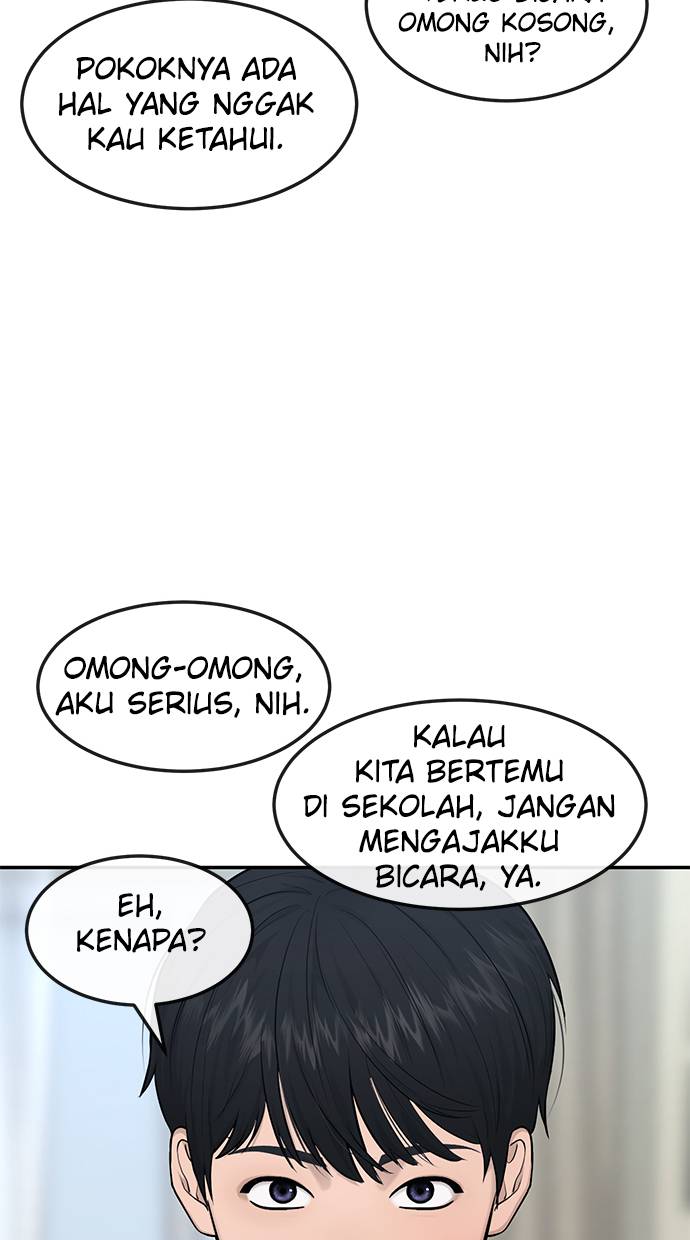 OMONG KOSONG,
NIH?
POKOKNYA ADA
HAL YANG NGGAK
KAU KETAHUI.
OMONG-OMONG,
AKU SERIUS, NIH.
KALAU
KITA BERTEMU
DI SEKOLAH, JANGAN
MENGAJAKKU
BICARA, YA.
EH,
KENAPA?